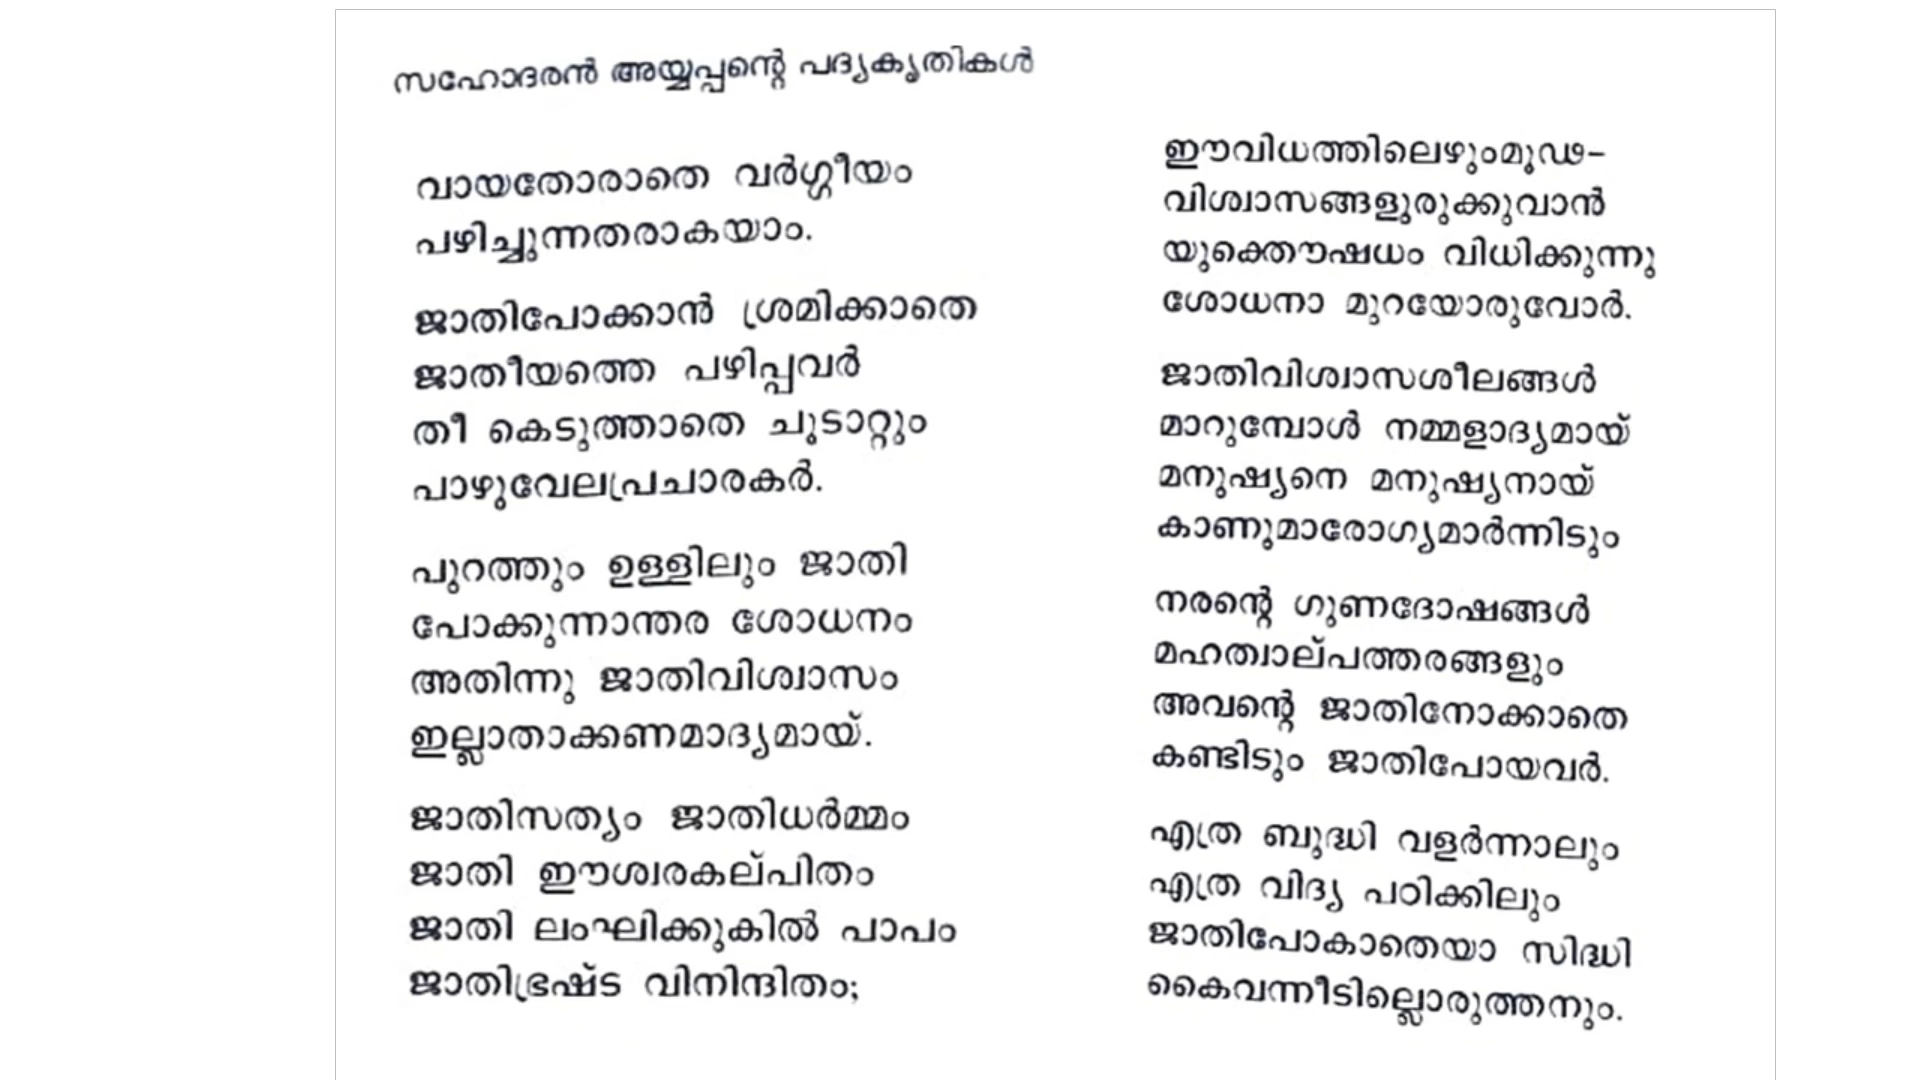 സഹോദരൻ അയ്യപ്പന്റെ പദ്യകൃതികൾ
വായതോരാതെ വർഗ്ഗീയം
പഴിച്ചുന്നതരാകയാം.
ജാതിപോക്കാൻ ശ്രമിക്കാതെ
ജാതീയത്തെ പഴിപ്പവർ
തീ കെടുത്താതെ ചൂടാറ്റും
പാഴുവേലപ്രചാരകർ.
പുറത്തും ഉള്ളിലും ജാതി
പോക്കുന്നാന്തര ശോധനം
അതിന്നു ജാതിവിശ്വാസം
ഇല്ലാതാക്കണമാദ്യമായ്.
ജാതിസത്യം ജാതിധർമ്മം
ജാതി ഈശ്വരകല്പിതം
ജാതി ലംഘിക്കുകിൽ പാപം
ജാതിഭ്രഷ്ട വിനിന്ദിതം;
ഈവിധത്തിലെഴുംമൂഢ-
വിശ്വാസങ്ങളുരുക്കുവാൻ
യുക്തൌഷധം വിധിക്കുന്നു
ശോധനാ മുറയോരുവോർ.
ജാതിവിശ്വാസശീലങ്ങൾ
മാറുമ്പോൾ നമ്മളാദ്യമായ്
മനുഷ്യനെ മനുഷ്യനായ്
കാണുമാരോഗ്യമാർന്നിടും
നരന്റെ ഗുണദോഷങ്ങൾ
മഹത്വാല്പത്തരങ്ങളും
അവന്റെ ജാതിനോക്കാതെ
കണ്ടിടും ജാതിപോയവർ.
എത്ര ബുദ്ധി വളർന്നാലും
എത്ര വിദ്യ പഠിക്കിലും
ജാതിപോകാതെയാ സിദ്ധി
കൈവന്നീടില്ലൊരുത്തനും.